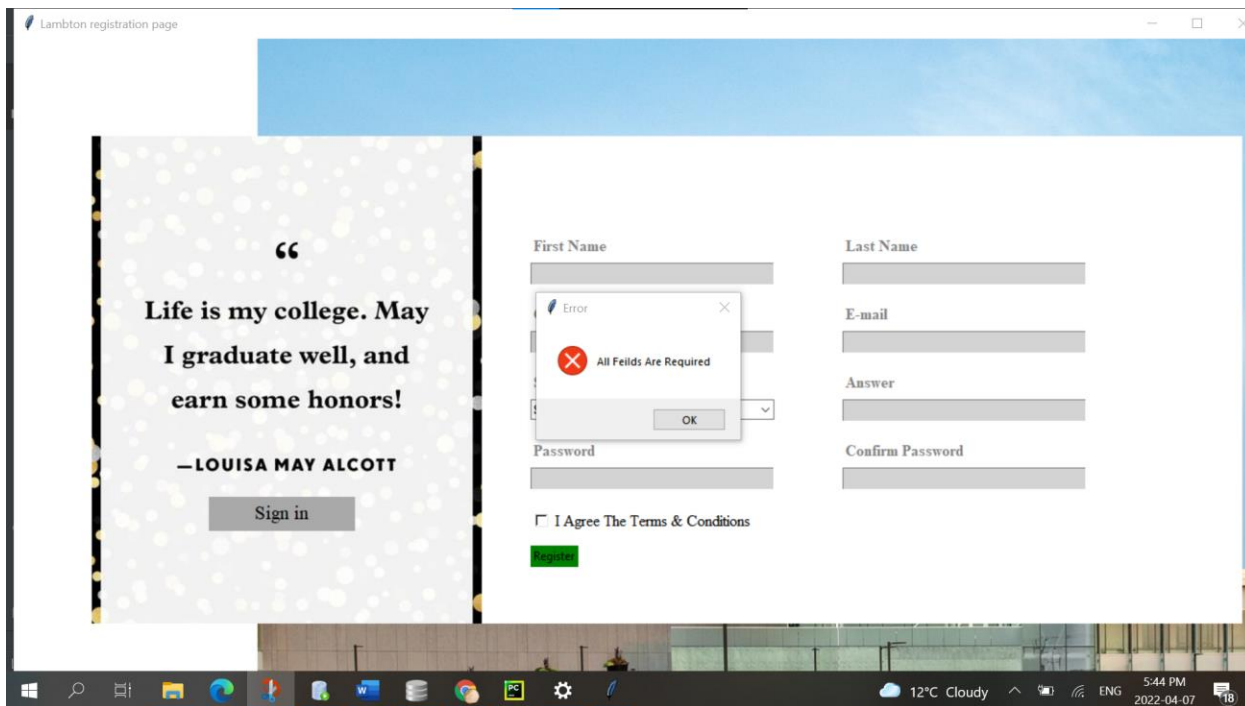 Lambton registration page
“
Life is my college. May
I graduate well, and
earn some honors!
—LOUISA MAY ALCOTT
Sign in
First Name
Last Name
Error
All Feilds Are Required
OK
E-mail
Answer
Password
Confirm Password
I Agree The Terms & Conditions
Register
W
PC
12°C Cloudy
ENG
5:44 PM
2022-04-07
18